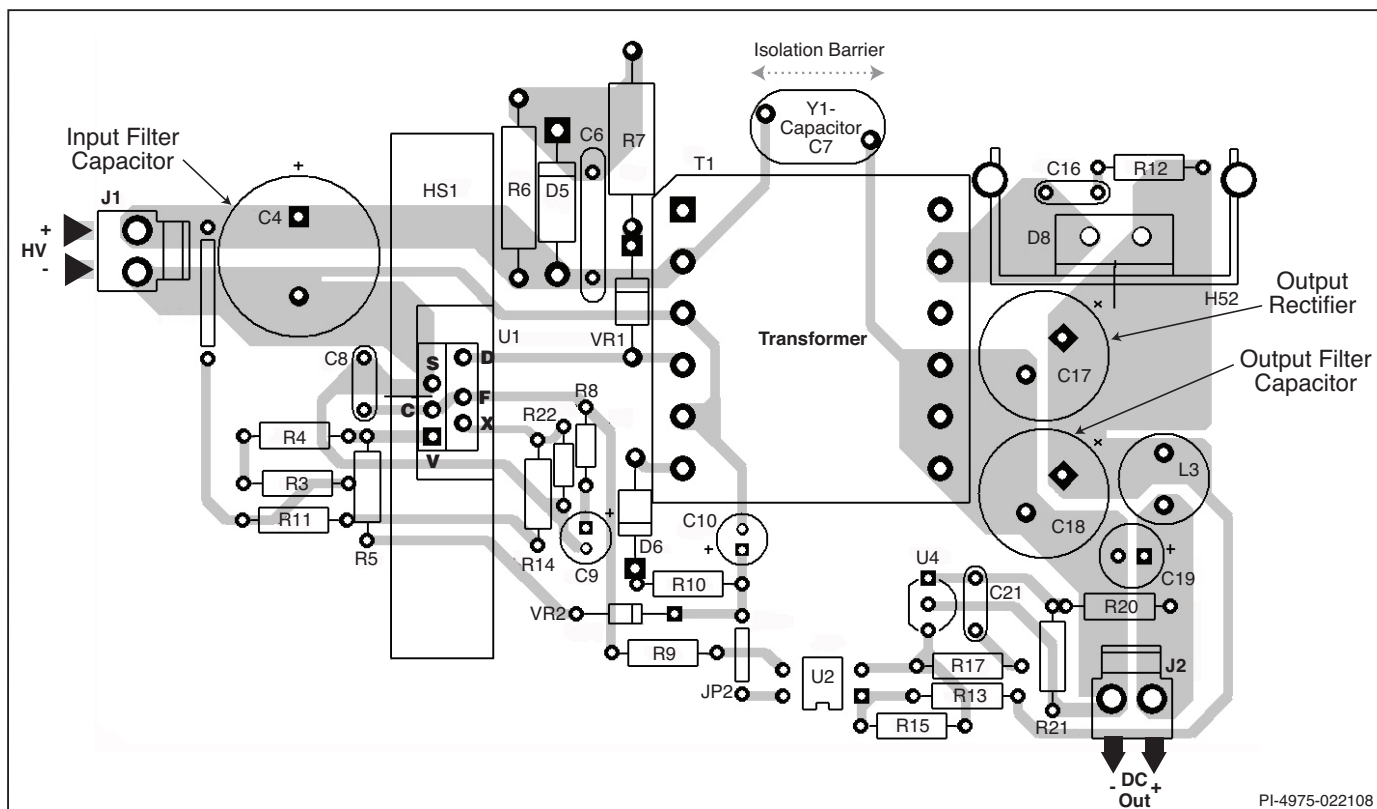 Isolation Barrier
Y1-
Capacitor
C7
Input Filter
Capacitor
+
C4
J1
+
HV
-
HS1
R6
D5
C6
R7
T1
C16
R12
D8
H52
Output
Rectifier
VR1
Transformer
C17
Output Filter
Capacitor
U1
C8
S
D
C
F
X
V
R8
R22
R4
R3
R11
R5
R14
C9
+
D6
C10
+
x
x
L3
C18
C19
+
U4
C21
R20
R10
VR2
R9
JP2
U2
R17
R13
R15
R21
J2
- DC +
Out
PI-4975-022108